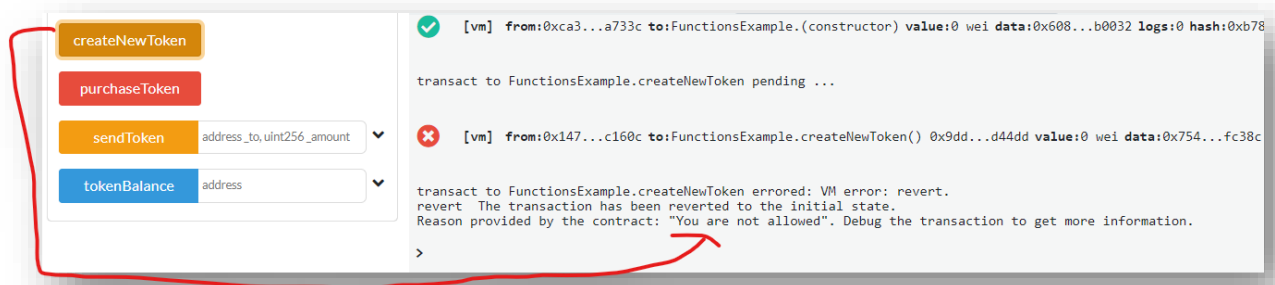 createNewToken
purchaseToken
sendToken address_to, uint256_amount
tokenBalance address
[vm] from:0xca3...a733c to:FunctionsExample.(constructor) value:0 wei data:0x608...b0032 logs:0 hash:0xb78
transact to FunctionsExample.createNewToken pending ...
[vm] from:0x147...c160c to:FunctionsExample.createNewToken() 0x9dd...d44dd value:0 wei data:0x754...fc38c
transact to FunctionsExample.createNewToken errored: VM error: revert.
revert The transaction has been reverted to the initial state.
Reason provided by the contract: "You are not allowed". Debug the transaction to get more information.
>